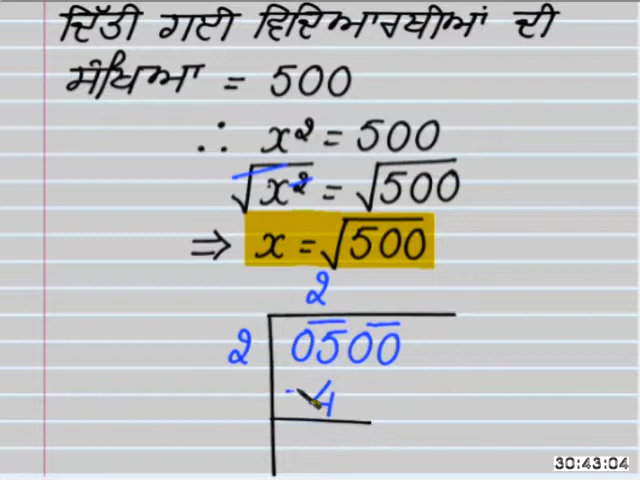 ਦਿੱਤੀ ਗਈ ਵਿਦਿਆਰਥੀਆਂ ਦੀ
ਸੰਖਿਆ = 500
∴ x² = 500
√x² = √500
⇒ x = √500
2
2 0500
- 4
30:43:04